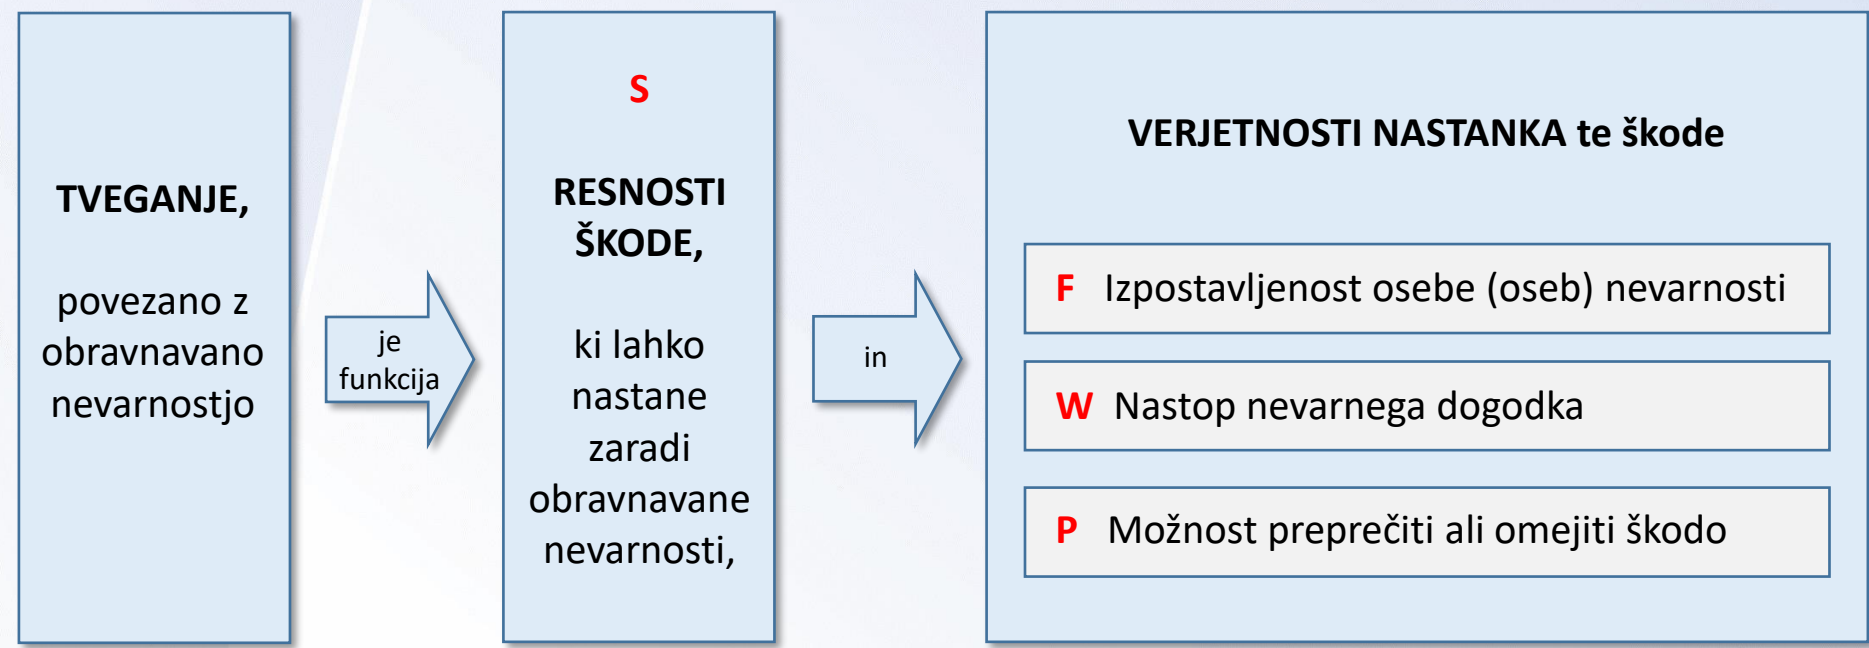 TVEGANJE,
povezano z
obravnavano
nevarnostjo
je
funkcija
S
RESNOSTI
ŠKODE,
ki lahko
nastane
zaradi
obravnavane
nevarnosti,
in
VERJETNOSTI NASTANKA te škode
F Izpostavljenost osebe (oseb) nevarnosti
W Nastop nevarnega dogodka
P Možnost preprečiti ali omejiti škodo